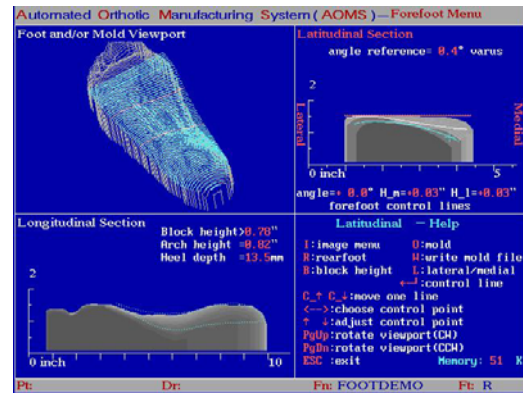 Automated Orthotic Manufacturing System ( AOMS ) — Forefoot Menu
Foot and/or Mold Viewport
Latitudinal Section
angle reference= 0.4° varus
2
Lateral
Medial
0 inch
5
angle=+ 0.0° H_m=+0.03" H_l=+0.03"
forefoot control lines
Longitudinal Section
Block height>0.78"
Arch height =0.82"
Heel depth =13.5mm
2
0 inch
10
Latitudinal — Help
I:image menu O:mold
R:rearfoot W:write mold file
B:block height L:lateral/medial
:control line
C_↑ C_↓:move one line
<-->:choose control point
↑ ↓:adjust control point
PgUp:rotate viewport(CW)
PgDn:rotate viewport(CCW)
ESC :exit Memory: 51 K
Pt: Dr: Fn: FOOTDEMO Ft: R